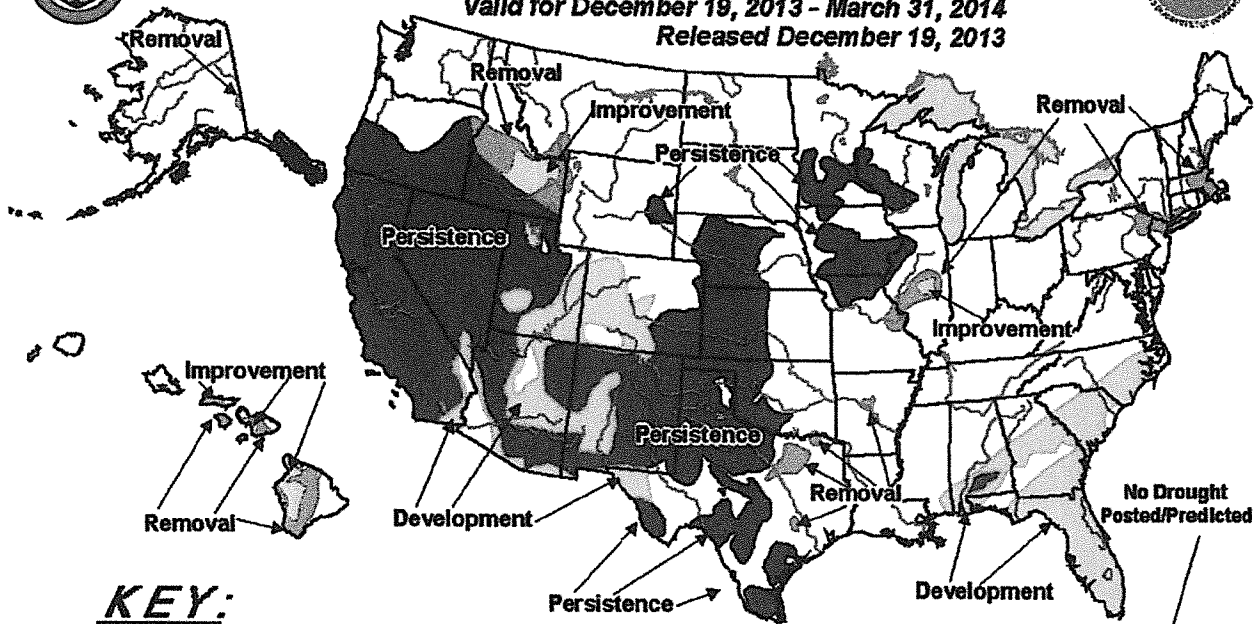 Valid for December 19, 2013 - March 31, 2014
Released December 19, 2013
Removal
Removal
Improvement
Removal
Persistence
Persistence
Improvement
Improvement
Persistence
Removal
No Drought
Posted/Predicted
Removal
Development
Development
Persistence
KEY: